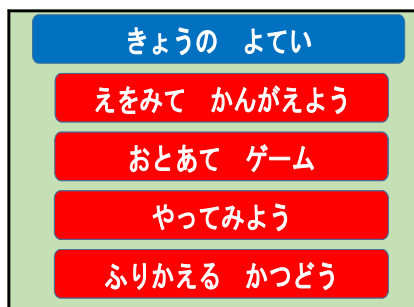 きょうの　よてい
えをみて　かんがえよう
おとあて　ゲーム
やってみよう
ふりかえる　かつどう